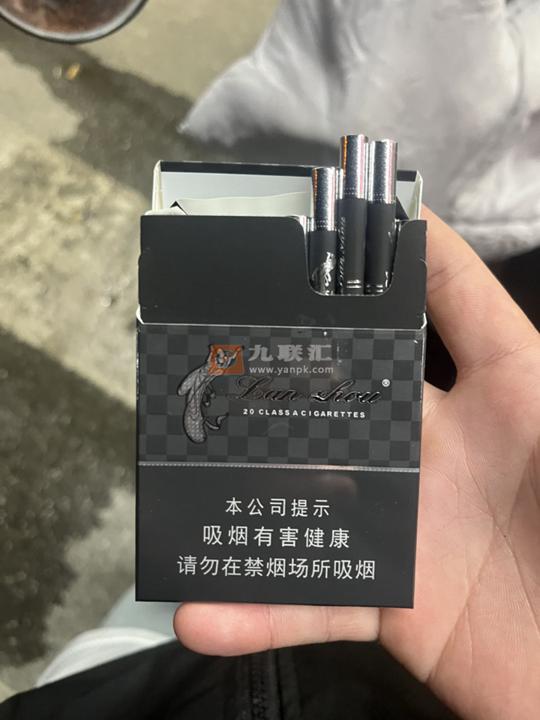 九联汇
www.yanpk.com
Lan Zhou®
20 CLASS A CIGARETTES
本公司提示
吸烟有害健康
请勿在禁烟场所吸烟